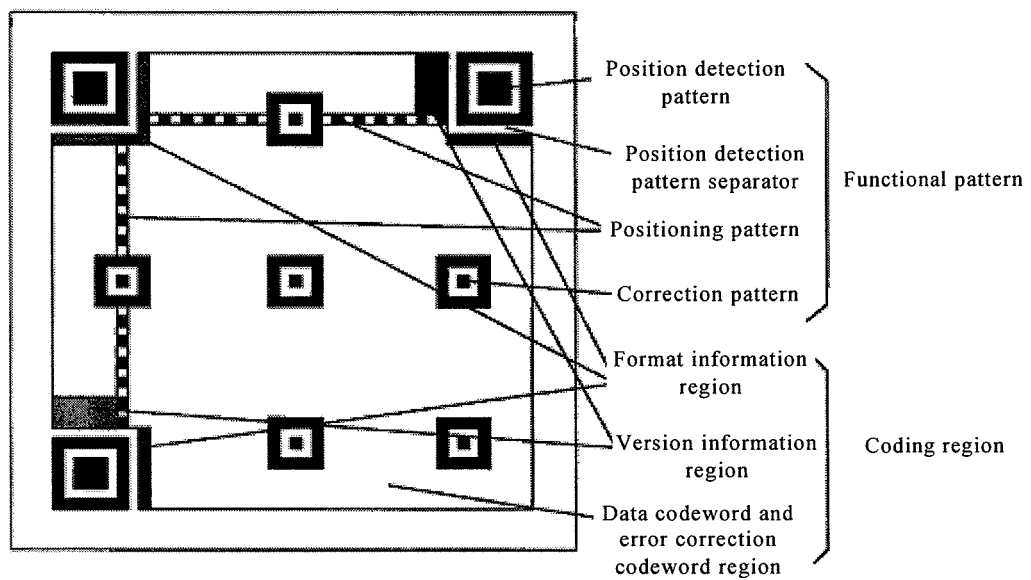 Position detection
pattern
Position detection
pattern separator
Functional pattern
Positioning pattern
Correction pattern
Format information
region
Version information
region
Coding region
Data codeword and
error correction
codeword region